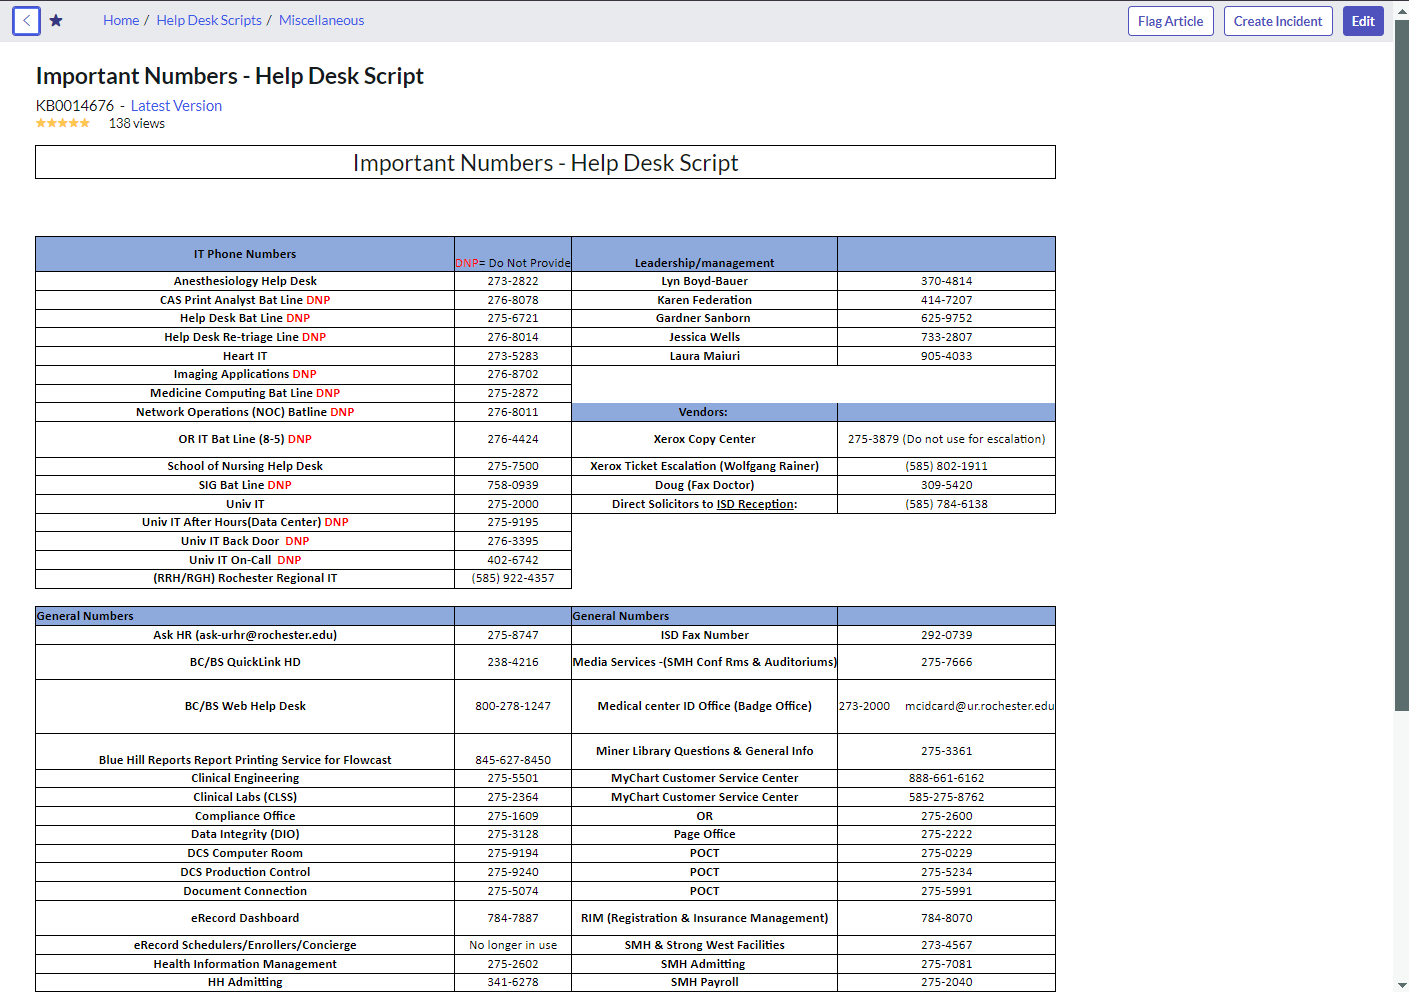 Home / Help Desk Scripts / Miscellaneous
Flag Article
Create Incident
Edit
Important Numbers - Help Desk Script
KB0014676 - Latest Version
138 views
Important Numbers - Help Desk Script
IT Phone Numbers DNP= Do Not Provide Leadership/management
Anesthesiology Help Desk 273-2822 Lyn Boyd-Bauer 370-4814
CAS Print Analyst Bat Line DNP 276-8078 Karen Federation 414-7207
Help Desk Bat Line DNP 275-6721 Gardner Sanborn 625-9752
Help Desk Re-triage Line DNP 276-8014 Jessica Wells 733-2807
Heart IT 273-5283 Laura Maiuri 905-4033
Imaging Applications DNP 276-8702
Medicine Computing Bat Line DNP 275-2872
Network Operations (NOC) Batline DNP 276-8011 Vendors:
OR IT Bat Line (8-5) DNP 276-4424 Xerox Copy Center 275-3879 (Do not use for escalation)
School of Nursing Help Desk 275-7500 Xerox Ticket Escalation (Wolfgang Rainer) (585) 802-1911
SIG Bat Line DNP 758-0939 Doug (Fax Doctor) 309-5420
Univ IT 275-2000 Direct Solicitors to ISD Reception: (585) 784-6138
Univ IT After Hours(Data Center) DNP 275-9195
Univ IT Back Door DNP 276-3395
Univ IT On-Call DNP 402-6742
(RRH/RGH) Rochester Regional IT (585) 922-4357
General Numbers General Numbers
Ask HR (ask-urhr@rochester.edu) 275-8747 ISD Fax Number 292-0739
BC/BS QuickLink HD 238-4216 Media Services -(SMH Conf Rms & Auditoriums) 275-7666
BC/BS Web Help Desk 800-278-1247 Medical center ID Office (Badge Office) 273-2000 mcidcard@ur.rochester.edu
Blue Hill Reports Report Printing Service for Flowcast 845-627-8450 Miner Library Questions & General Info 275-3361
Clinical Engineering 275-5501 MyChart Customer Service Center 888-661-6162
Clinical Labs (CLSS) 275-2364 MyChart Customer Service Center 585-275-8762
Compliance Office 275-1609 OR 275-2600
Data Integrity (DIO) 275-3128 Page Office 275-2222
DCS Computer Room 275-9194 POCT 275-0229
DCS Production Control 275-9240 POCT 275-5234
Document Connection 275-5074 POCT 275-5991
eRecord Dashboard 784-7887 RIM (Registration & Insurance Management) 784-8070
eRecord Schedulers/Enrollers/Concierge No longer in use SMH & Strong West Facilities 273-4567
Health Information Management 275-2602 SMH Admitting 275-7081
HH Admitting 341-6278 SMH Payroll 275-2040